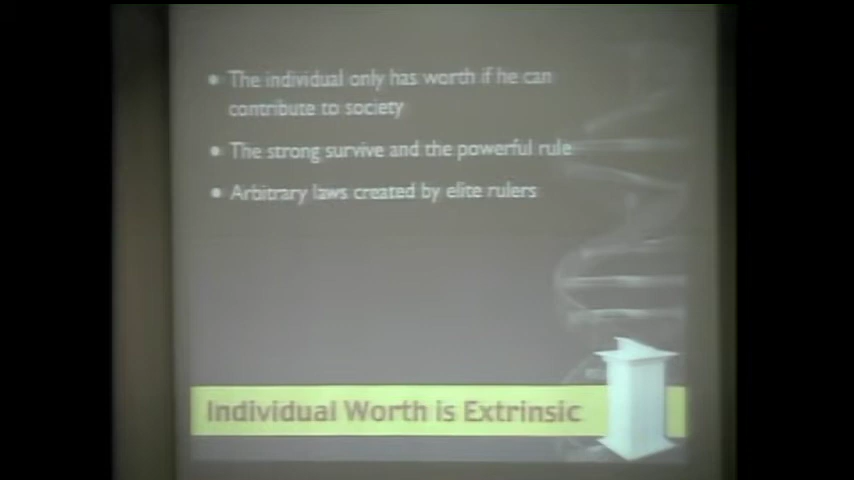 • The individual only has worth if he can
contribute to society
• The strong survive and the powerful rule
• Arbitrary laws created by elite rulers
Individual Worth is Extrinsic